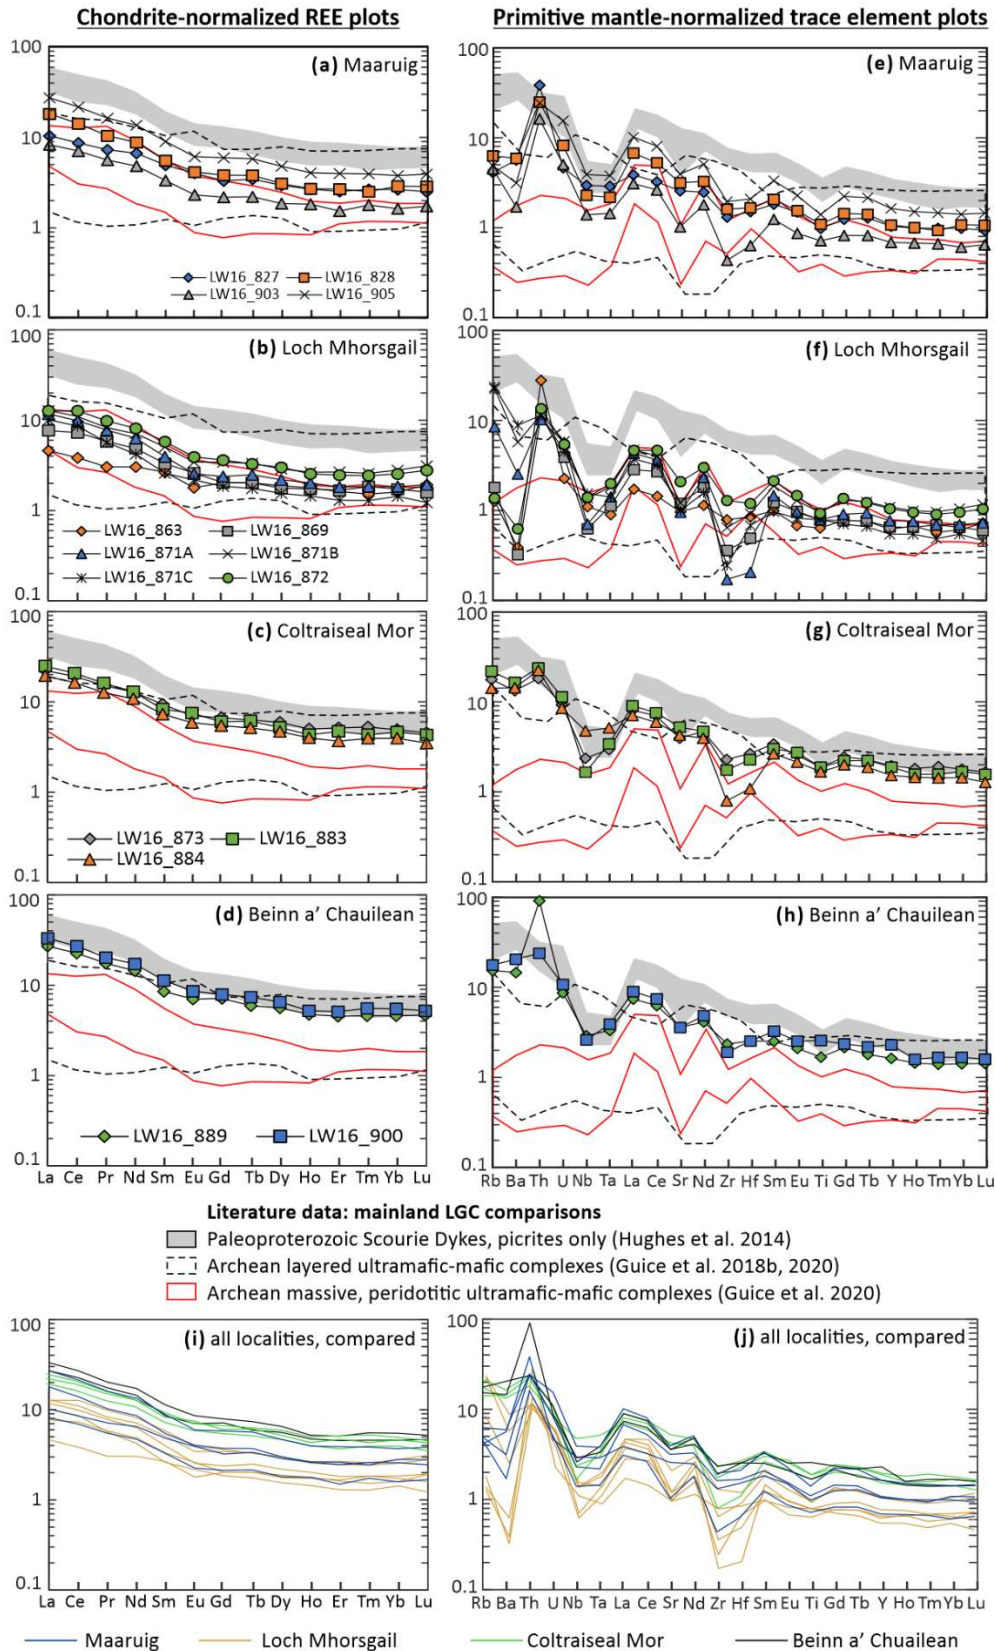 Chondrite-normalized REE plots
Primitive mantle-normalized trace element plots
100
10
1
0.1
(a) Maaruig
LW16_827 LW16_828
LW16_903 LW16_905
100
10
1
0.1
(e) Maaruig
100
10
1
0.1
(b) Loch Mhorsgail
LW16_863 LW16_869
LW16_871A LW16_871B
LW16_871C LW16_872
100
10
1
0.1
(f) Loch Mhorsgail
100
10
1
0.1
(c) Coltraiseal Mor
LW16_873 LW16_883
LW16_884
100
10
1
0.1
(g) Coltraiseal Mor
100
10
1
0.1
(d) Beinn a’ Chauilean
LW16_889 LW16_900
La Ce Pr Nd Sm Eu Gd Tb Dy Ho Er Tm Yb Lu
100
10
1
0.1
(h) Beinn a’ Chauilean
Rb Ba Th U Nb Ta La Ce Sr Nd Zr Hf Sm Eu Ti Gd Tb Y Ho Tm Yb Lu
Literature data: mainland LGC comparisons
Paleoproterozoic Scourie Dykes, picrites only (Hughes et al. 2014)
Archean layered ultramafic-mafic complexes (Guice et al. 2018b, 2020)
Archean massive, peridotitic ultramafic-mafic complexes (Guice et al. 2020)
100
10
1
0.1
(i) all localities, compared
La Ce Pr Nd Sm Eu Gd Tb Dy Ho Er Tm Yb Lu
100
10
1
0.1
(j) all localities, compared
Rb Ba Th U Nb Ta La Ce Sr Nd Zr Hf Sm Eu Ti Gd Tb Y Ho Tm Yb Lu
Maaruig Loch Mhorsgail Coltraiseal Mor Beinn a’ Chauilean